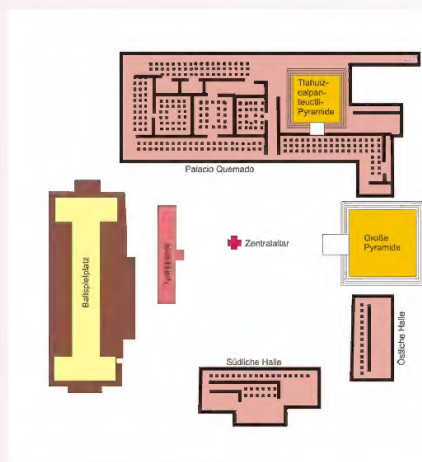 Tlahuiz-
calpan-
teuctli-
Pyramide
Palacio Quemado
Ballspielplatz
Zentralaltar
Große
Pyramide
Östliche Halle
Südliche Halle